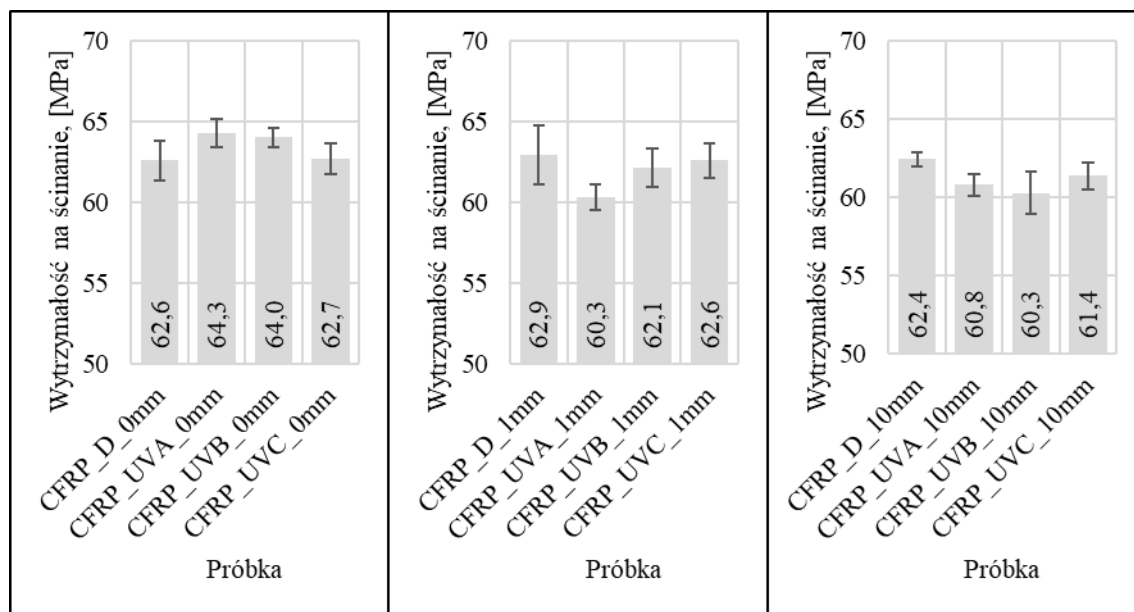 Wytrzymałość na ścinanie, [MPa]
70
65
60
55
50
62,6
64,3
64,0
62,7
CFRP_D_0mm
CFRP_UVA_0mm
CFRP_UVB_0mm
CFRP_UVC_0mm
Próbka
Wytrzymałość na ścinanie, [MPa]
70
65
60
55
50
62,9
60,3
62,1
62,6
CFRP_D_1mm
CFRP_UVA_1mm
CFRP_UVB_1mm
CFRP_UVC_1mm
Próbka
Wytrzymałość na ścinanie, [MPa]
70
65
60
55
50
62,4
60,8
60,3
61,4
CFRP_D_10mm
CFRP_UVA_10mm
CFRP_UVB_10mm
CFRP_UVC_10mm
Próbka